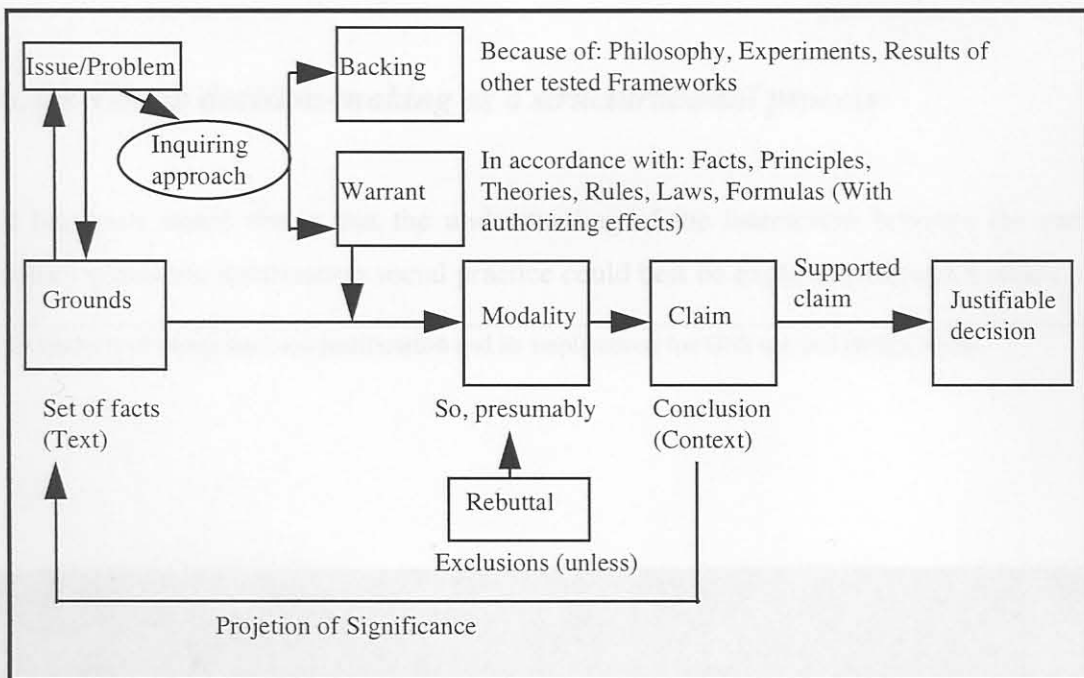 Issue/Problem
Backing
Because of: Philosophy, Experiments, Results of
other tested Frameworks
Inquiring
approach
Warrant
In accordance with: Facts, Principles,
Theories, Rules, Laws, Formulas (With
authorizing effects)
Grounds
Modality
Claim
Supported
claim
Justifiable
decision
Set of facts
(Text)
So, presumably
Conclusion
(Context)
Rebuttal
Exclusions (unless)
Projetion of Significance